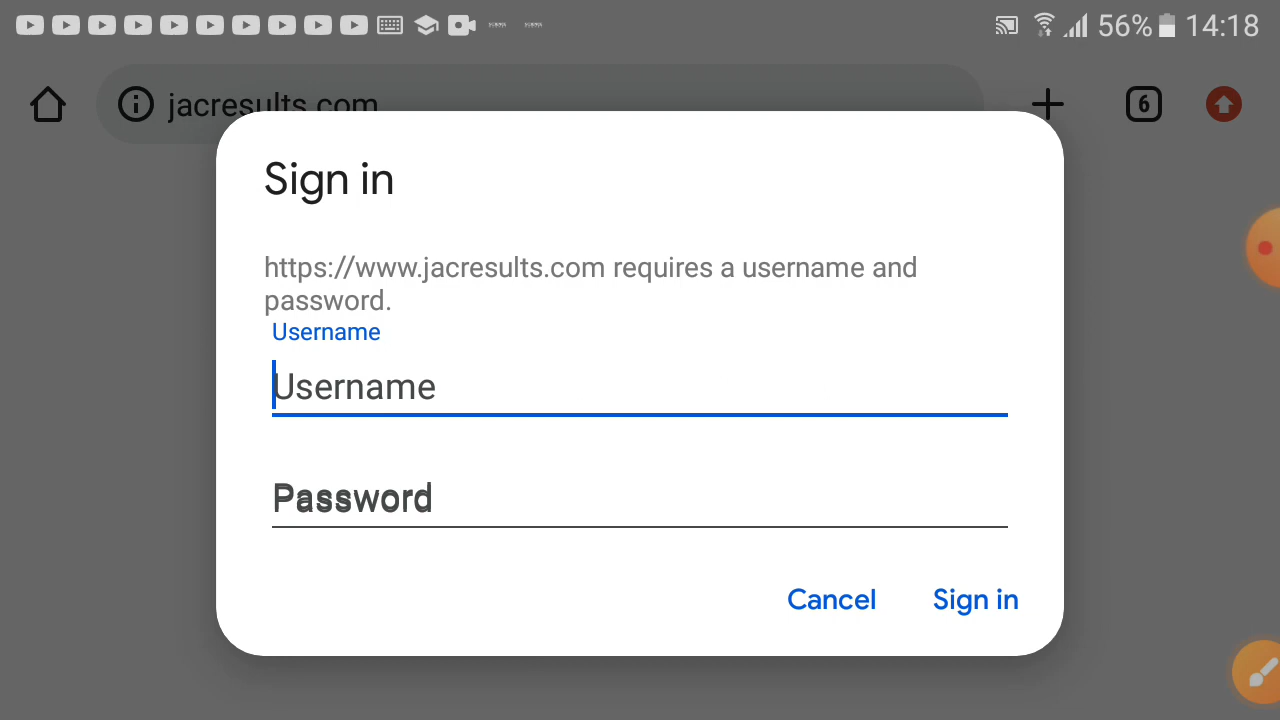 56% 14:18
jacresults.com
6
Sign in
https://www.jacresults.com requires a username and
password.
Username
Username
Password
Cancel Sign in